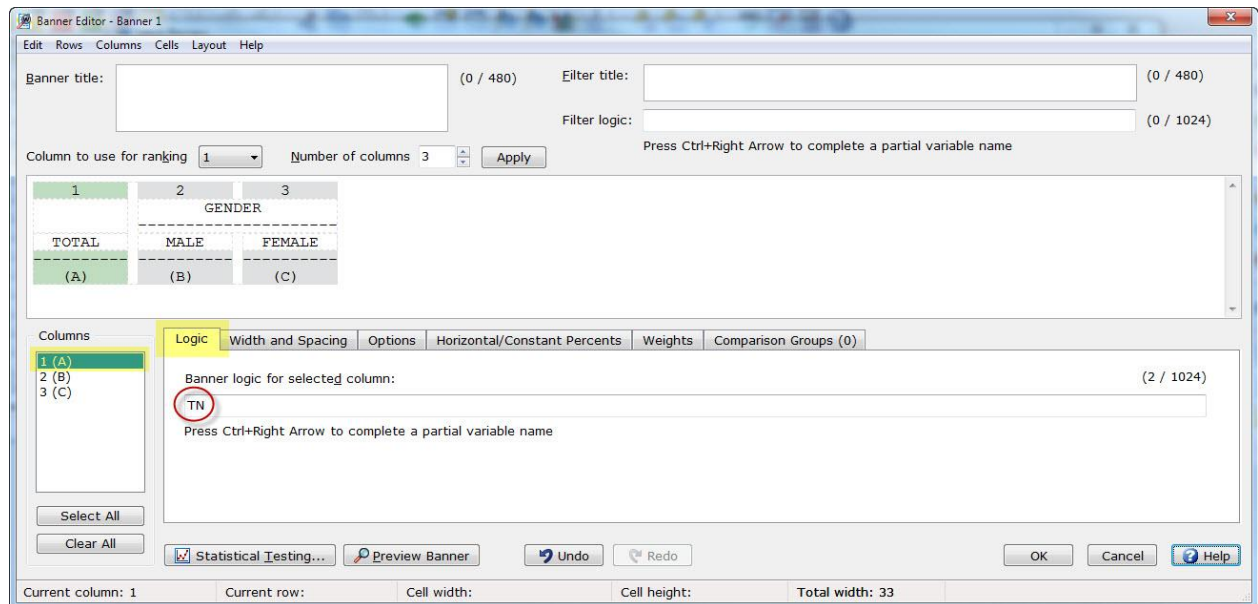 Banner Editor - Banner 1
Edit Rows Columns Cells Layout Help
Banner title: (0 / 480) Filter title: (0 / 480)
Filter logic: (0 / 1024)
Press Ctrl+Right Arrow to complete a partial variable name
Column to use for ranking 1 Number of columns 3 Apply
1 2 3
GENDER
TOTAL MALE FEMALE
(A) (B) (C)
Columns
Logic Width and Spacing Options Horizontal/Constant Percents Weights Comparison Groups (0)
1 (A)
2 (B)
3 (C)
Banner logic for selected column: (2 / 1024)
TN
Press Ctrl+Right Arrow to complete a partial variable name
Select All
Clear All
Statistical Testing... Preview Banner Undo Redo OK Cancel Help
Current column: 1 Current row: Cell width: Cell height: Total width: 33